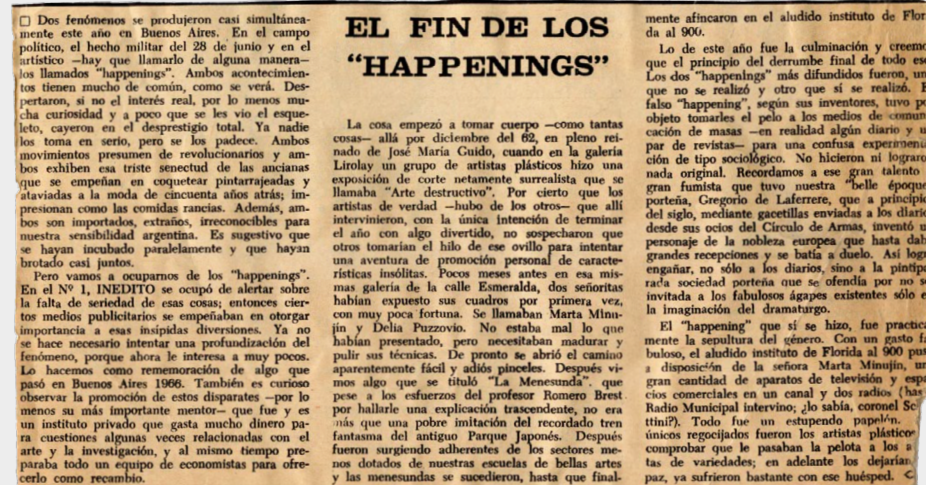 □ Dos fenómenos se produjeron casi simultánea-
mente este año en Buenos Aires. En el campo
político, el hecho militar del 28 de junio y en el
artístico —hay que llamarlo de alguna manera—
los llamados "happenings". Ambos acontecimien-
tos tienen mucho de común, como se verá. Des-
pertaron, si no el interés real, por lo menos mu-
cha curiosidad y a poco que se les vio el esque-
leto, cayeron en el desprestigio total. Ya nadie
los toma en serio, pero se los padece. Ambos
movimientos presumen de revolucionarios y am-
bos exhiben esa triste senectud de las ancianas
que se empeñan en coquetear pintarrajeadas y
ataviadas a la moda de cincuenta años atrás; im-
presionan como las comidas rancias. Además, am-
bos son importados, extraños, irreconocibles para
nuestra sensibilidad argentina. Es sugestivo que
se hayan incubado paralelamente y que hayan
brotado casi juntos.
Pero vamos a ocuparnos de los "happenings".
En el Nº 1, INEDITO se ocupó de alertar sobre
la falta de seriedad de esas cosas; entonces cier-
tos medios publicitarios se empeñaban en otorgar
importancia a esas insípidas diversiones. Ya no
se hace necesario intentar una profundización del
fenómeno, porque ahora le interesa a muy pocos.
Lo hacemos como rememoración de algo que
pasó en Buenos Aires 1966. También es curioso
observar la promoción de estos disparates —por lo
menos su más importante mentor— que fue y es
un instituto privado que gasta mucho dinero pa-
ra cuestiones algunas veces relacionadas con el
arte y la investigación, y al mismo tiempo pre-
paraba todo un equipo de economistas para ofre-
cerlo como recambio.
EL FIN DE LOS
"HAPPENINGS"
La cosa empezó a tomar cuerpo —como tantas
cosas— allá por diciembre del 62, en pleno rei-
nado de José María Guido, cuando en la galería
Lirolay un grupo de artistas plásticos hizo una
exposición de corte netamente surrealista que se
llamaba "Arte destructivo". Por cierto que los
artistas de verdad —hubo de los otros— que allí
intervinieron, con la única intención de terminar
el año con algo divertido, no sospecharon que
otros tomarían el hilo de ese ovillo para intentar
una aventura de promoción personal de caracte-
rísticas insólitas. Pocos meses antes en esa mis-
mas galería de la calle Esmeralda, dos señoritas
habían expuesto sus cuadros por primera vez,
con muy poca fortuna. Se llamaban Marta Minu-
jín y Delia Puzzovio. No estaba mal lo que
habían presentado, pero necesitaban madurar y
pulir sus técnicas. De pronto se abrió el camino
aparentemente fácil y adiós pinceles. Después vi-
mos algo que se tituló "La Menesunda". que
pese a los esfuerzos del profesor Romero Brest
por hallarle una explicación trascendente, no era
más que una pobre imitación del recordado tren
fantasma del antiguo Parque Japonés. Después
fueron surgiendo adherentes de los sectores me-
nos dotados de nuestras escuelas de bellas artes
y las menesundas se sucedieron, hasta que final-
mente afincaron en el aludido instituto de Flori
da al 900.
Lo de este año fue la culminación y creemo
que el principio del derrumbe final de todo eso
Los dos "happenings" más difundidos fueron, un
que no se realizó y otro que sí se realizó. E
falso "happening", según sus inventores, tuvo po
objeto tomarles el pelo a los medios de comuni
cación de masas —en realidad algún diario y u
par de revistas— para una confusa experimenta
ción de tipo sociológico. No hicieron ni lograro
nada original. Recordamos a ese gran talento
gran fumista que tuvo nuestra "belle époque
porteña, Gregorio de Laferrere, que a principio
del siglo, mediante gacetillas enviadas a los diario
desde sus ocios del Círculo de Armas, inventó u
personaje de la nobleza europea que hasta daba
grandes recepciones y se batía a duelo. Así logr
engañar, no sólo a los diarios, sino a la pintipa
rada sociedad porteña que se ofendía por no se
invitada a los fabulosos ágapes existentes sólo e
la imaginación del dramaturgo.
El "happening" que sí se hizo, fue practica
mente la sepultura del género. Con un gasto fa
buloso, el aludido instituto de Florida al 900 pus
a disposición de la señora Marta Minujín, un
gran cantidad de aparatos de televisión y espa
cios comerciales en un canal y dos radios (has
Radio Municipal intervino; ¿lo sabía, coronel Sc
ttini?). Todo fue un estupendo papelón.
únicos regocijados fueron los artistas plásticos
comprobar que le pasaban la pelota a los a
tas de variedades; en adelante los dejarían
paz, ya sufrieron bastante con ese huésped.